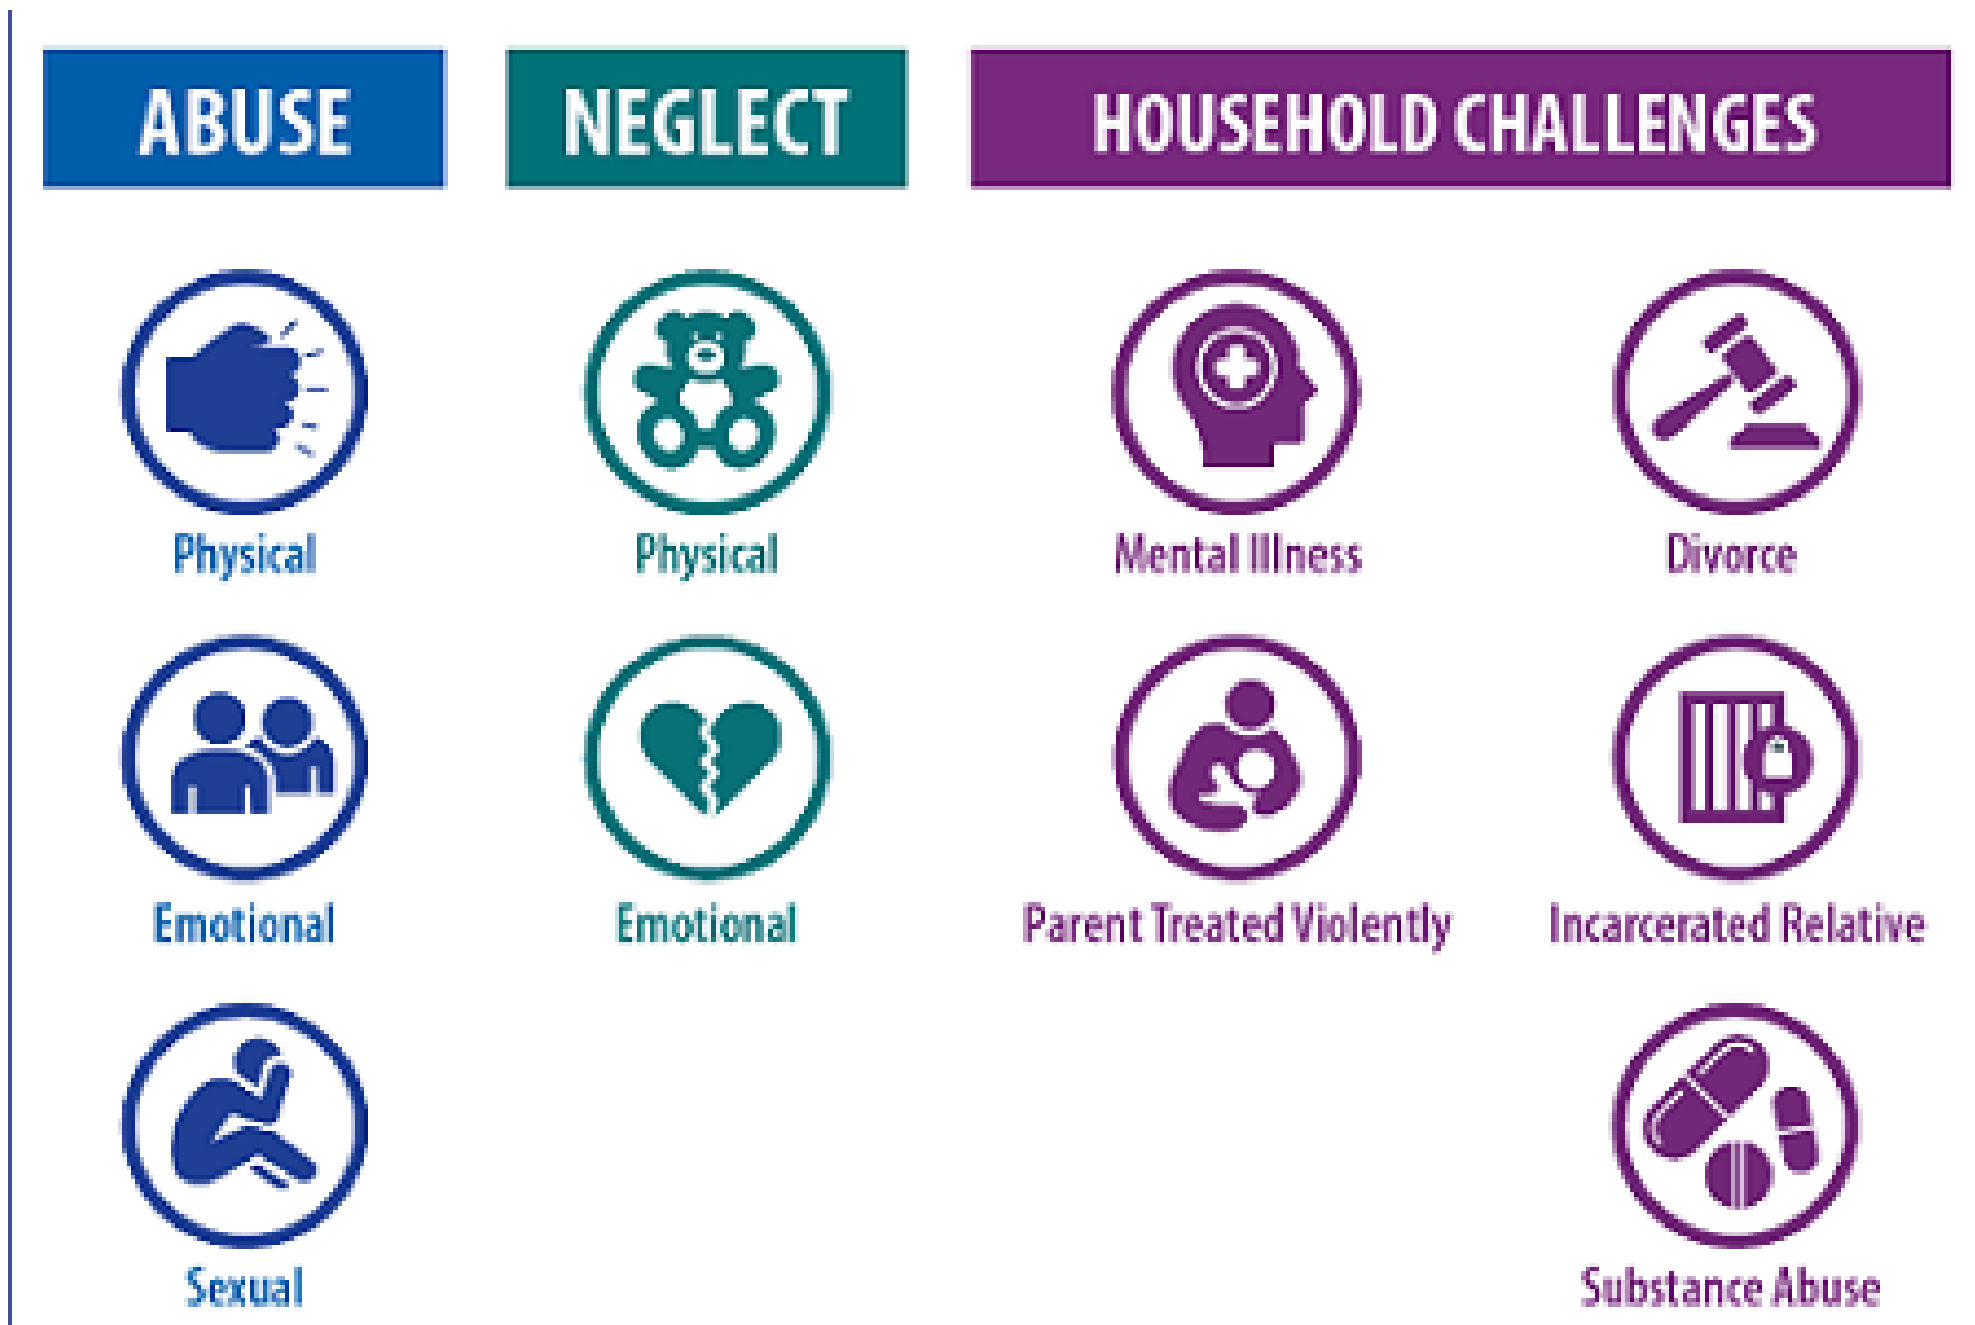 ABUSE
NEGLECT
HOUSEHOLD CHALLENGES
Physical
Physical
Mental Illness
Divorce
Emotional
Emotional
Parent Treated Violently
Incarcerated Relative
Sexual
Substance Abuse